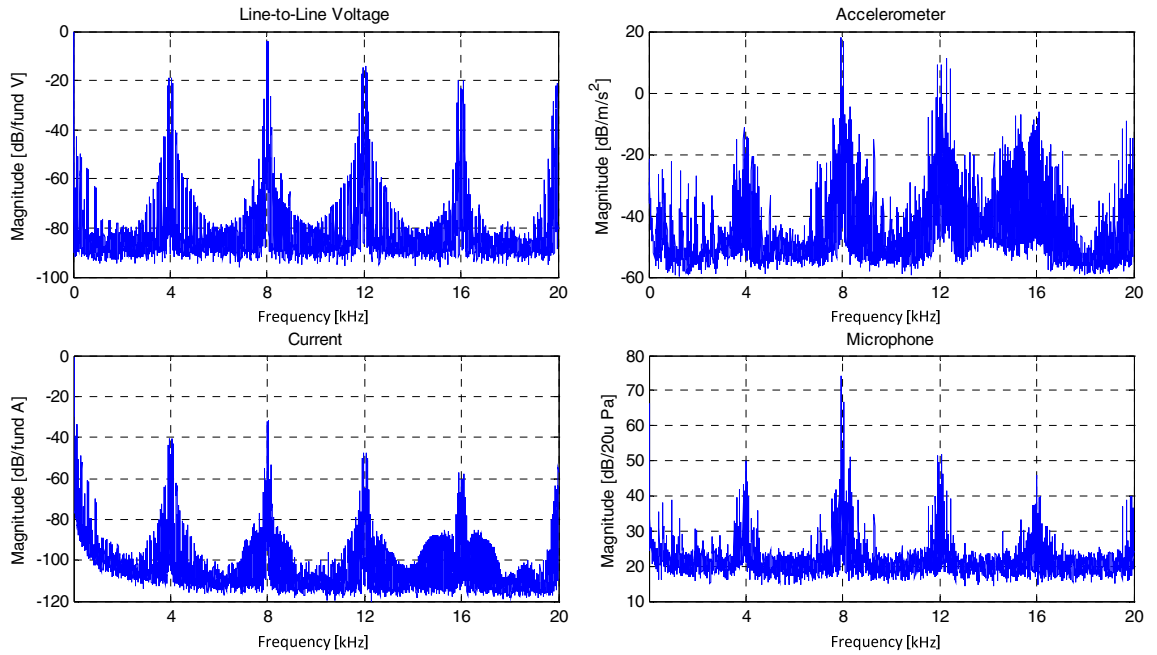 Line-to-Line Voltage
Magnitude [dB/fund V]
0
-20
-40
-60
-80
-100
0 4 8 12 16 20
Frequency [kHz]
Accelerometer
Magnitude [dB/m/s²]
20
0
-20
-40
-60
0 4 8 12 16 20
Frequency [kHz]
Current
Magnitude [dB/fund A]
0
-20
-40
-60
-80
-100
-120
0 4 8 12 16 20
Frequency [kHz]
Microphone
Magnitude [dB/20u Pa]
80
70
60
50
40
30
20
10
0 4 8 12 16 20
Frequency [kHz]